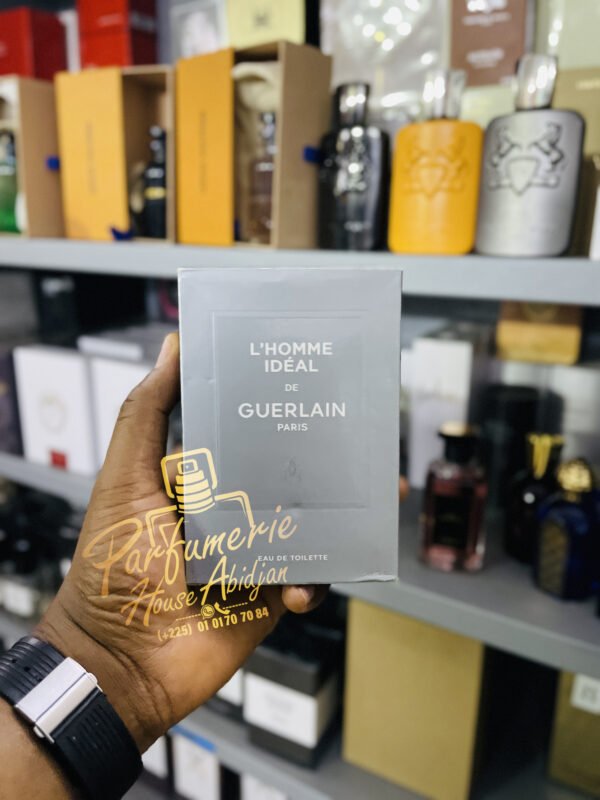 L'HOMME
IDÉAL
DE
GUERLAIN
PARIS
EAU DE TOILETTE
Parfumerie
House Abidjan
(+225) 01 0170 70 84